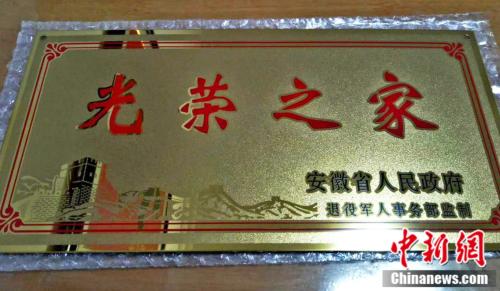 光荣之家
安徽省人民政府
退役军人事务部监制
中新網
Chinanews.com